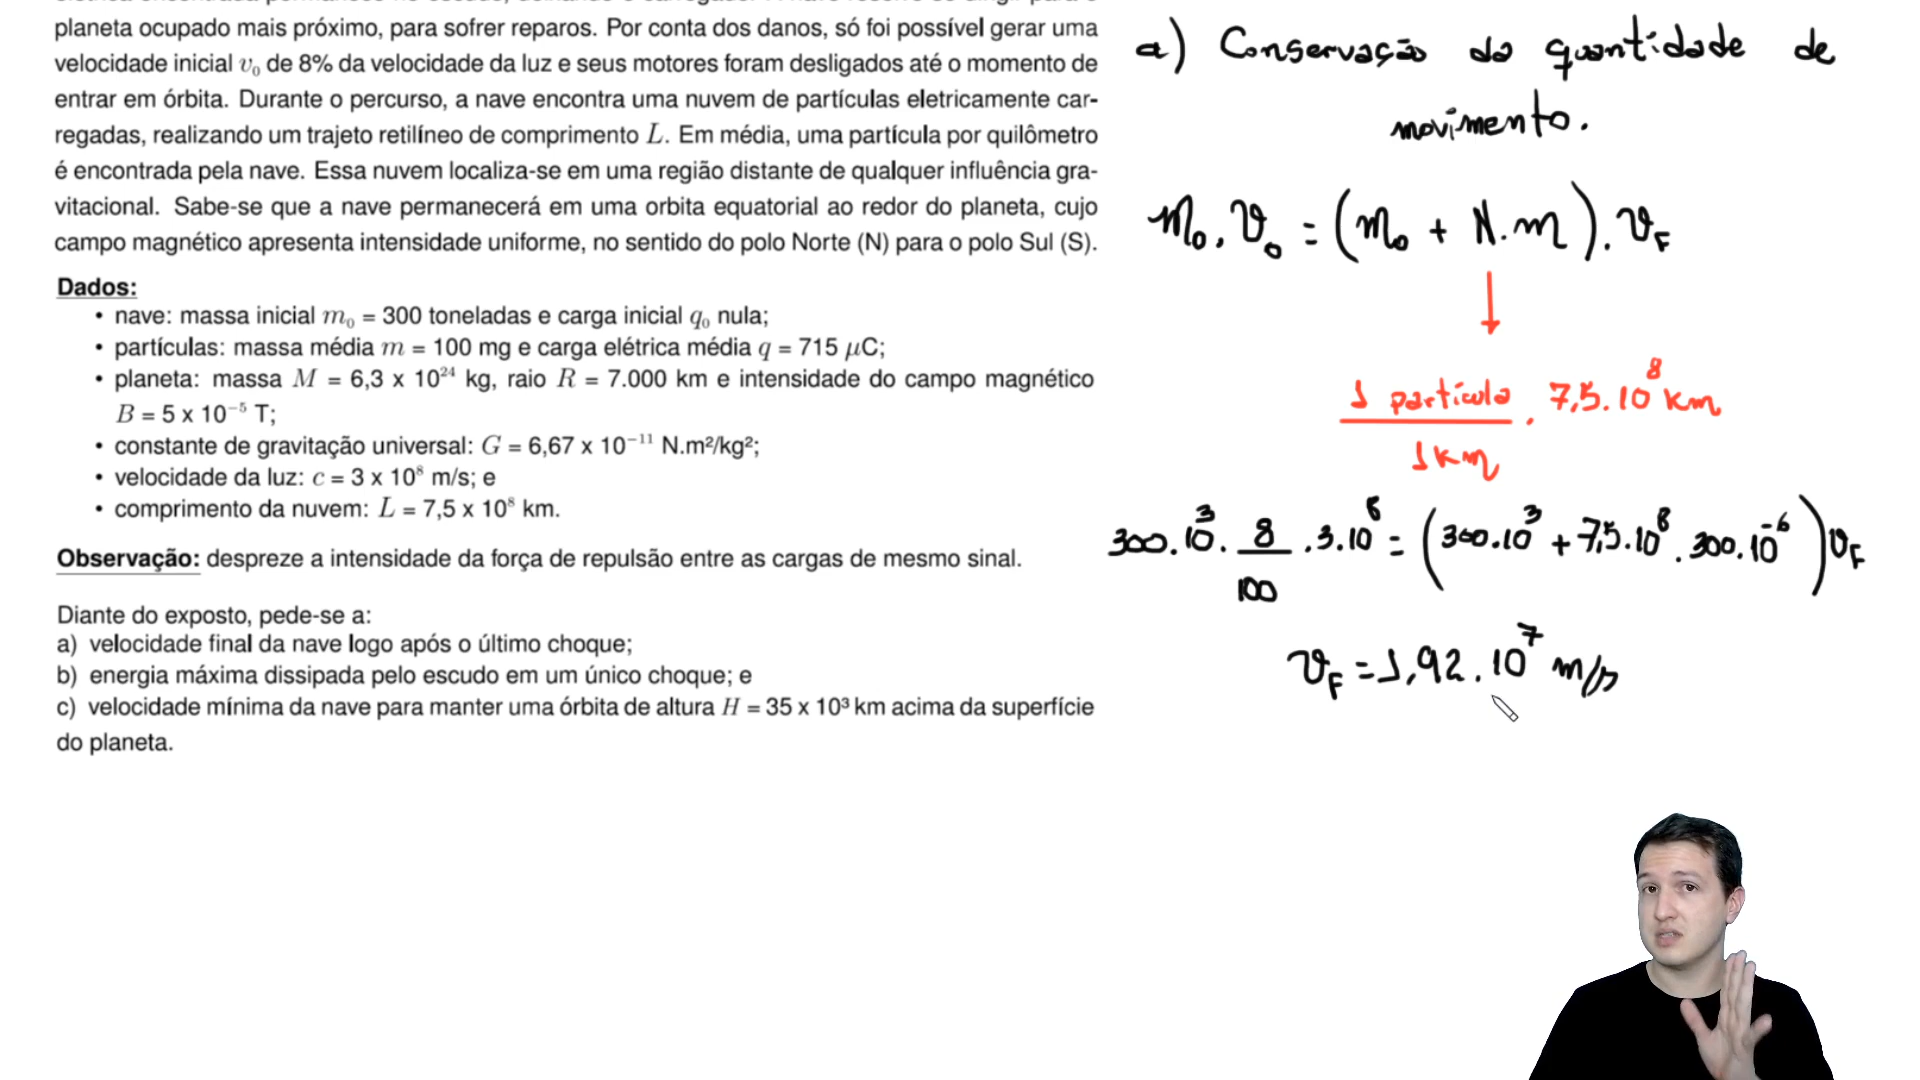 planeta ocupado mais próximo, para sofrer reparos. Por conta dos danos, só foi possível gerar uma
velocidade inicial v₀ de 8% da velocidade da luz e seus motores foram desligados até o momento de
entrar em órbita. Durante o percurso, a nave encontra uma nuvem de partículas eletricamente car-
regadas, realizando um trajeto retilíneo de comprimento L. Em média, uma partícula por quilômetro
é encontrada pela nave. Essa nuvem localiza-se em uma região distante de qualquer influência gra-
vitacional. Sabe-se que a nave permanecerá em uma orbita equatorial ao redor do planeta, cujo
campo magnético apresenta intensidade uniforme, no sentido do polo Norte (N) para o polo Sul (S).
Dados:
• nave: massa inicial m₀ = 300 toneladas e carga inicial q₀ nula;
• partículas: massa média m = 100 mg e carga elétrica média q = 715 μC;
• planeta: massa M = 6,3 x 10²⁴ kg, raio R = 7.000 km e intensidade do campo magnético
B = 5 x 10⁻⁵ T;
• constante de gravitação universal: G = 6,67 x 10⁻¹¹ N.m²/kg²;
• velocidade da luz: c = 3 x 10⁸ m/s; e
• comprimento da nuvem: L = 7,5 x 10⁸ km.
Observação: despreze a intensidade da força de repulsão entre as cargas de mesmo sinal.
Diante do exposto, pede-se a:
a) velocidade final da nave logo após o último choque;
b) energia máxima dissipada pelo escudo em um único choque; e
c) velocidade mínima da nave para manter uma órbita de altura H = 35 x 10³ km acima da superfície
do planeta.
a) Conservação da quantidade de
movimento.
m₀.v₀ = (m₀ + N.m).v_F
1 partícula / 1 km . 7,5.10⁸ km
300.10³. 8/100 .3.10⁸ = (300.10³ + 7,5.10⁸.300.10⁻⁶) v_F
v_F = 1,92.10⁷ m/s